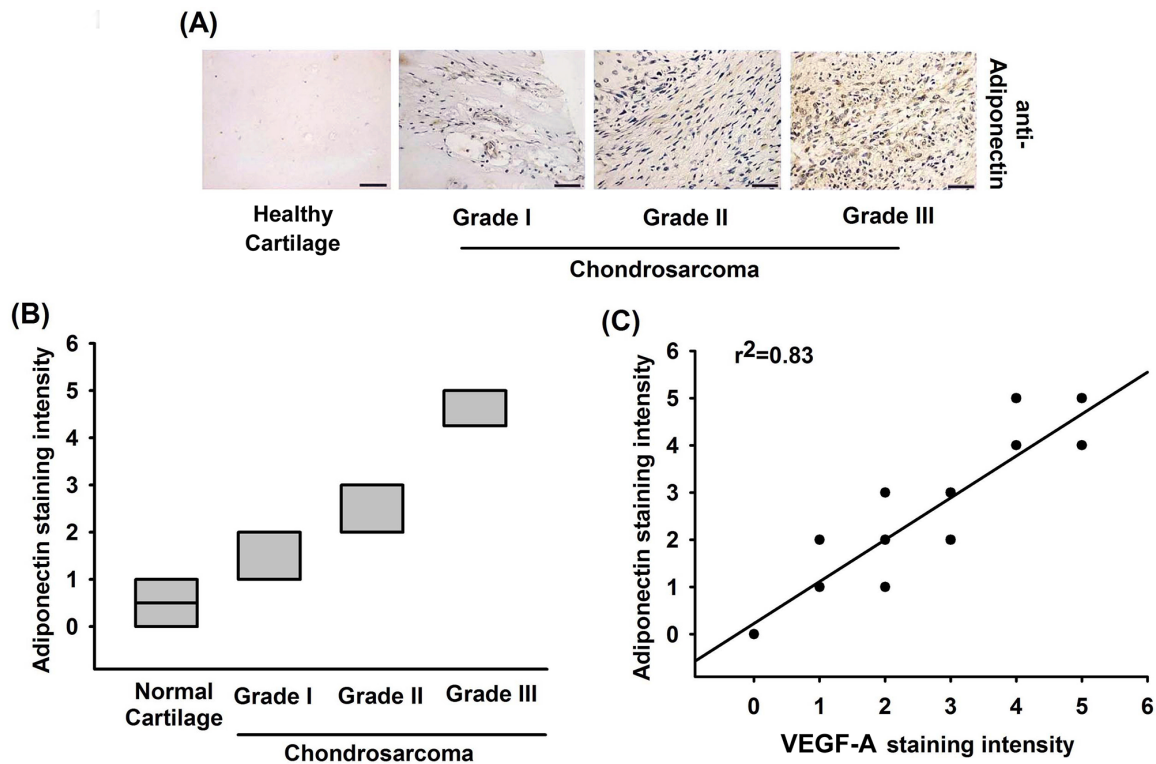 (A)
anti-
Adiponectin
Healthy
Cartilage
Grade I
Grade II
Grade III
Chondrosarcoma
(B)
Adiponectin staining intensity
6
5
4
3
2
1
0
Normal
Cartilage
Grade I
Grade II
Grade III
Chondrosarcoma
(C)
r²=0.83
Adiponectin staining intensity
6
5
4
3
2
1
0
0 1 2 3 4 5 6
VEGF-A staining intensity